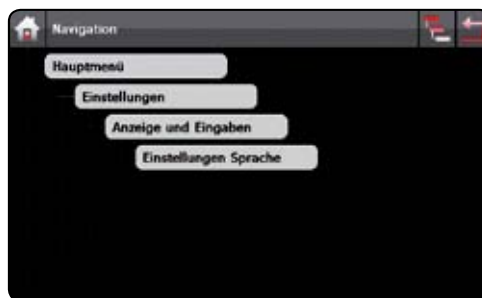 Navigation
Hauptmenü
Einstellungen
Anzeige und Eingaben
Einstellungen Sprache